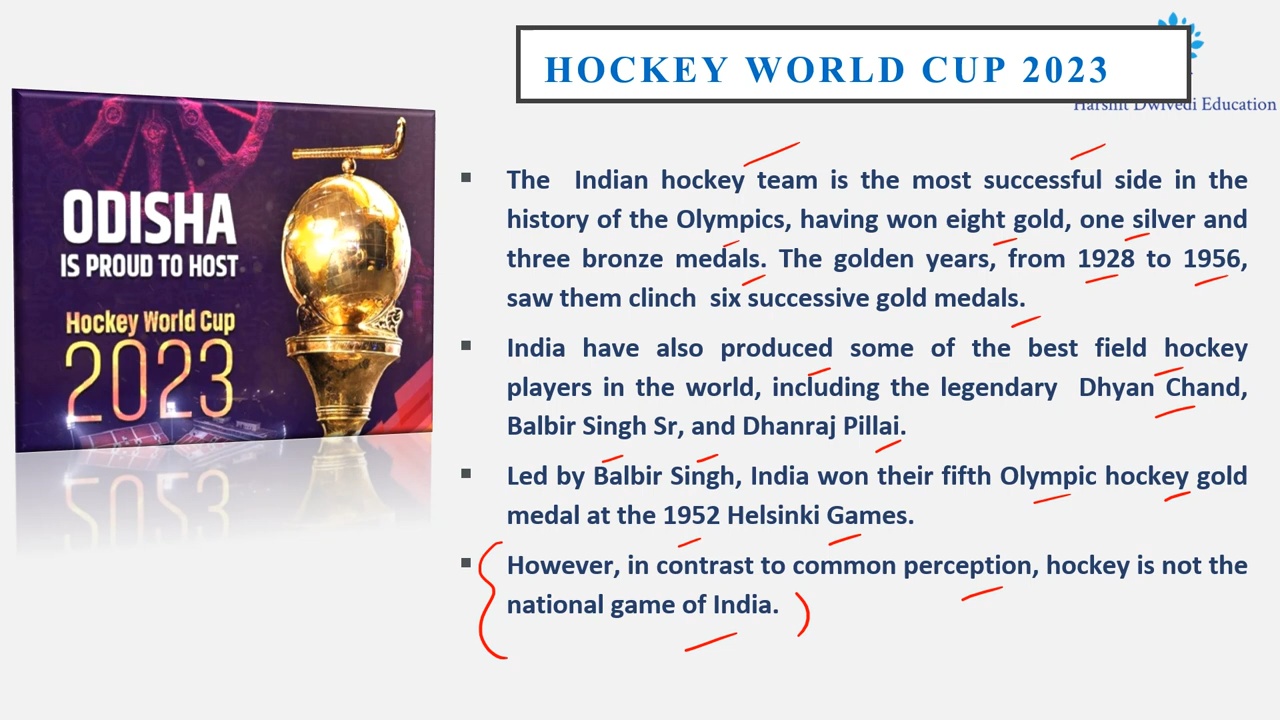 HOCKEY WORLD CUP 2023
Harshit Dwivedi Education
ODISHA
IS PROUD TO HOST
Hockey World Cup
2023
The Indian hockey team is the most successful side in the
history of the Olympics, having won eight gold, one silver and
three bronze medals. The golden years, from 1928 to 1956,
saw them clinch six successive gold medals.
India have also produced some of the best field hockey
players in the world, including the legendary Dhyan Chand,
Balbir Singh Sr, and Dhanraj Pillai.
Led by Balbir Singh, India won their fifth Olympic hockey gold
medal at the 1952 Helsinki Games.
However, in contrast to common perception, hockey is not the
national game of India.